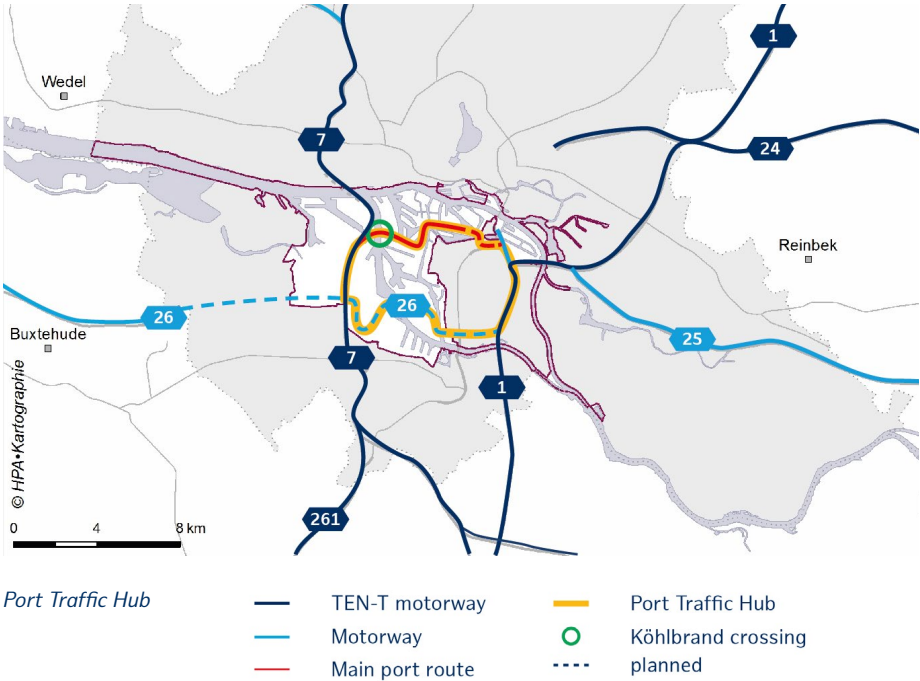 1
Wedel
7
24
Reinbek
26
26
Buxtehude
25
7
1
© HPA•Kartographie
261
0 4 8 km
Port Traffic Hub
TEN-T motorway
Motorway
Main port route
Port Traffic Hub
Köhlbrand crossing
planned